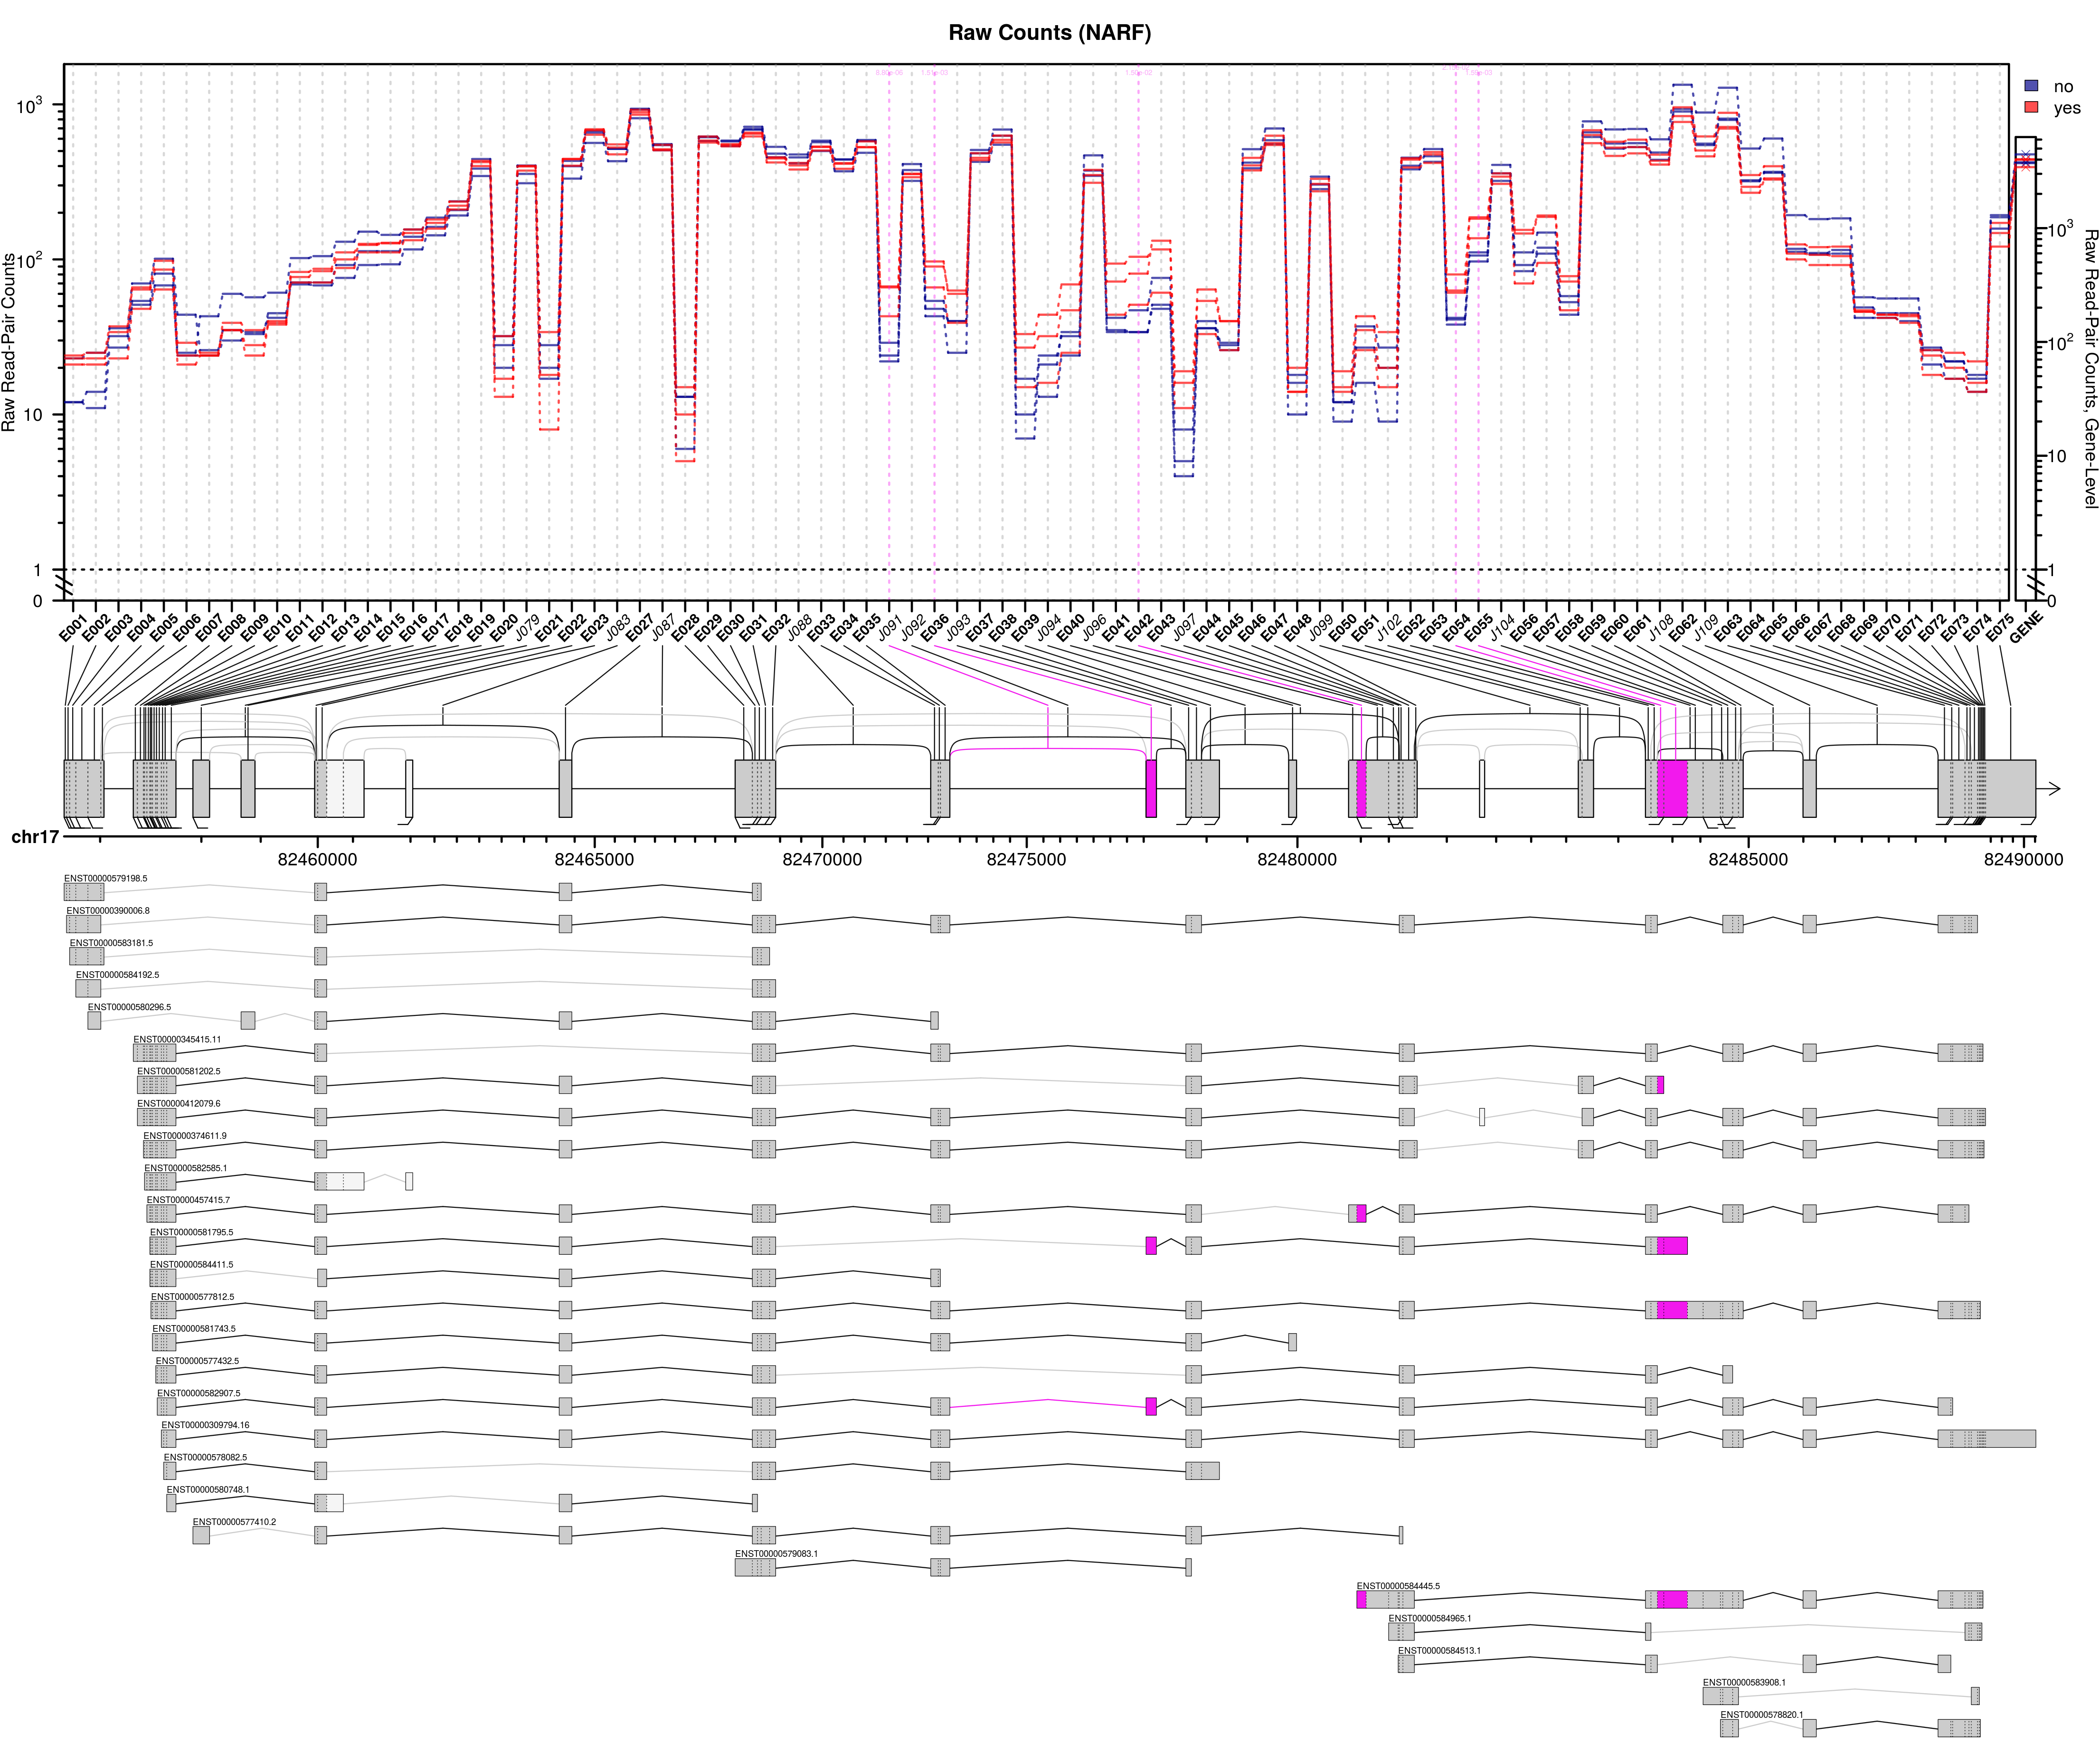 Raw Counts (NARF)
no
yes
Raw Read-Pair Counts
10³
10²
10
1
0
10³
10²
10
1
0
Raw Read-Pair Counts, Gene-Level
E001 E002 E003 E004 E005 E006 E007 E008 E009 E010 E011 E012 E013 E014 E015 E016 E017 E018 E019 E020 J079 E021 E022 E023 J083 E027 J087 E028 E029 E030 E031 E032 J088 E033 E034 E035 J091 J092 E036 J093 E037 E038 E039 J094 E040 J096 E041 E042 E043 J097 E044 E045 E046 E047 E048 J099 E050 E051 J102 E052 E053 E054 E055 J104 E056 E057 E058 E059 E060 E061 J108 E062 J109 E063 E064 E065 E066 E067 E068 E069 E070 E071 E072 E073 E074 E075 GENE
chr17
82460000 82465000 82470000 82475000 82480000 82485000 82490000
ENST00000579198.5
ENST00000390006.8
ENST00000583181.5
ENST00000584192.5
ENST00000580296.5
ENST00000345415.11
ENST00000581202.5
ENST00000412079.6
ENST00000374611.9
ENST00000582585.1
ENST00000457415.7
ENST00000581795.5
ENST00000584411.5
ENST00000577812.5
ENST00000581743.5
ENST00000577432.5
ENST00000582907.5
ENST00000309794.16
ENST00000578082.5
ENST00000580748.1
ENST00000577410.2
ENST00000579083.1
ENST00000584445.5
ENST00000584965.1
ENST00000584513.1
ENST00000583908.1
ENST00000578820.1